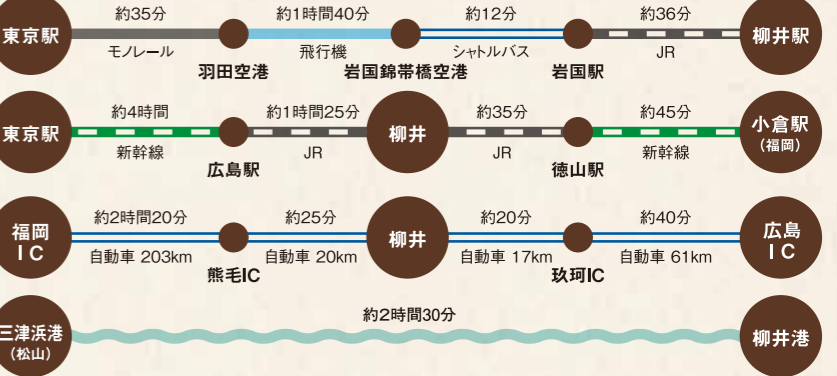 約35分 約1時間40分 約12分 約36分
東京駅 柳井駅
モノレール 飛行機 シャトルバス JR
羽田空港 岩国錦帯橋空港 岩国駅
約4時間 約1時間25分 約35分 約45分
東京駅 柳井 小倉駅
(福岡)
新幹線 JR JR 新幹線
広島駅 徳山駅
約2時間20分 約25分 約20分 約40分
福岡 柳井 広島
IC IC
自動車 203km 自動車 20km 自動車 17km 自動車 61km
熊毛IC 玖珂IC
約2時間30分
三津浜港 柳井港
(松山)